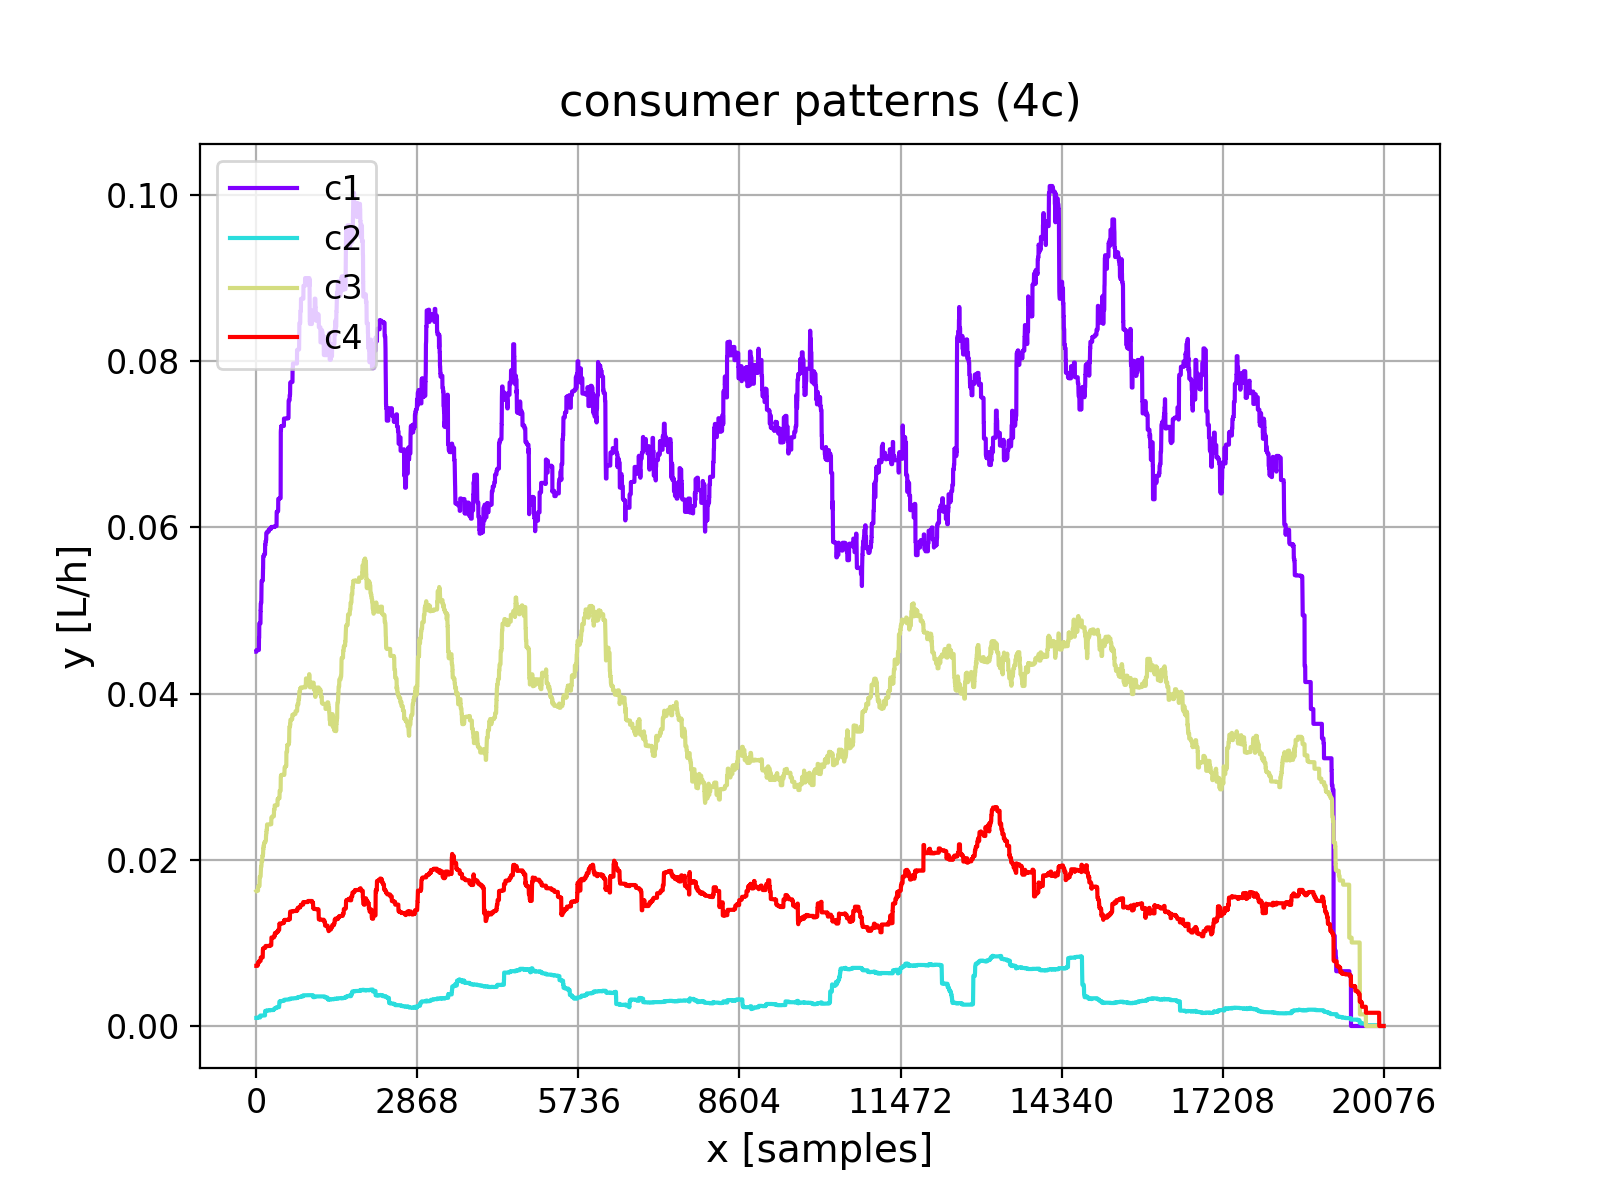 consumer patterns (4c)
c1
c2
c3
c4
0.10
0.08
0.06
0.04
0.02
0.00
y [L/h]
0 2868 5736 8604 11472 14340 17208 20076
x [samples]